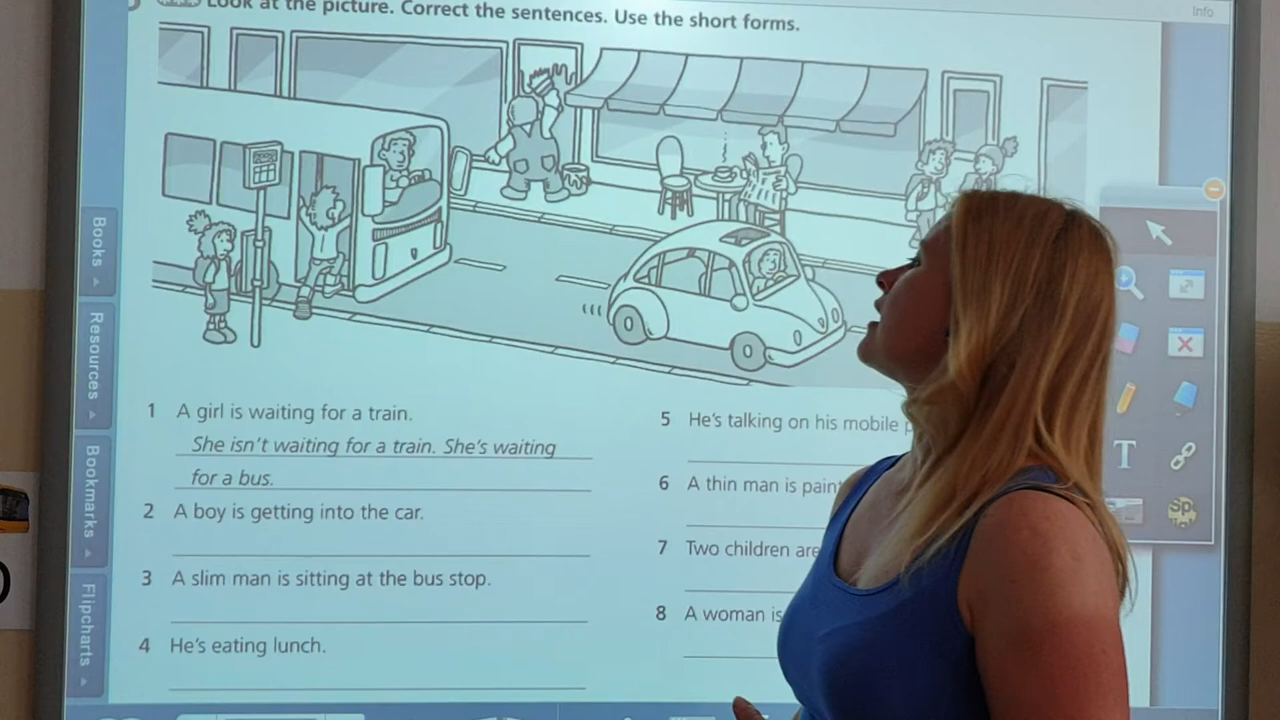 Look at the picture. Correct the sentences. Use the short forms.
Info
Books
Resources
Bookmarks
Flipcharts
1 A girl is waiting for a train.
She isn't waiting for a train. She's waiting
for a bus.
2 A boy is getting into the car.
3 A slim man is sitting at the bus stop.
4 He's eating lunch.
5 He's talking on his mobile
6 A thin man is
7 Two children are
8 A woman is
T
Sp